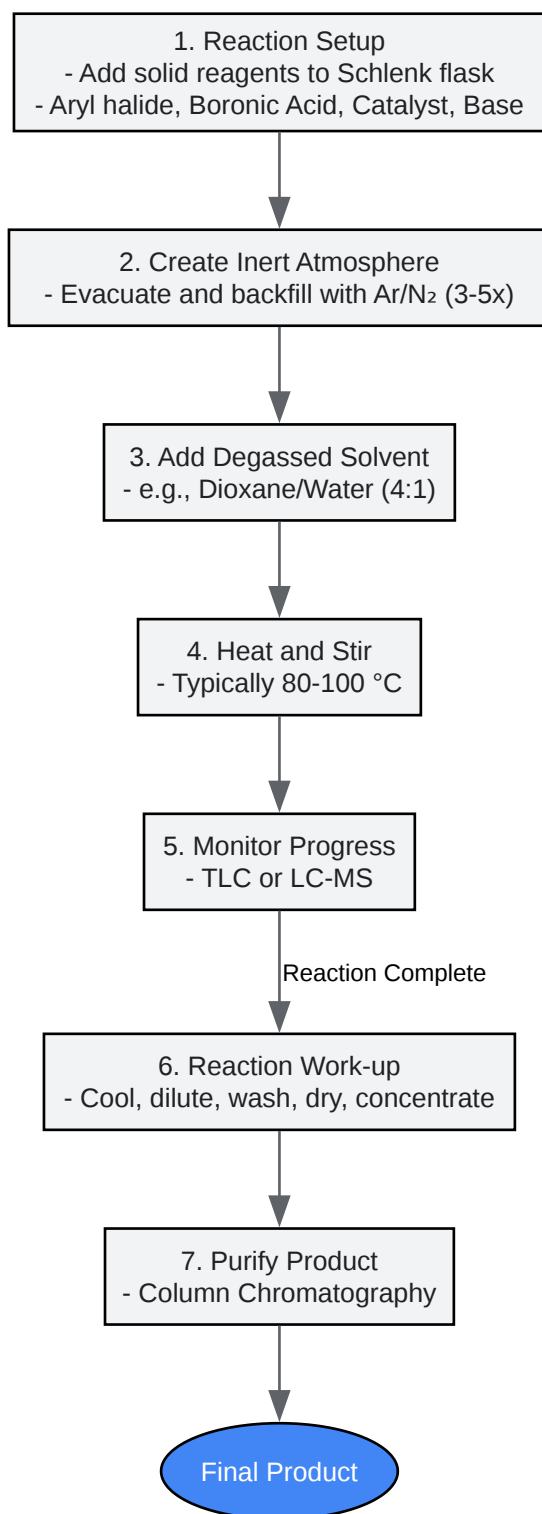 1. Reaction Setup
- Add solid reagents to Schlenk flask
- Aryl halide, Boronic Acid, Catalyst, Base
2. Create Inert Atmosphere
- Evacuate and backfill with Ar/N₂ (3-5x)
3. Add Degassed Solvent
- e.g., Dioxane/Water (4:1)
4. Heat and Stir
- Typically 80-100 °C
5. Monitor Progress
- TLC or LC-MS
Reaction Complete
6. Reaction Work-up
- Cool, dilute, wash, dry, concentrate
7. Purify Product
- Column Chromatography
Final Product